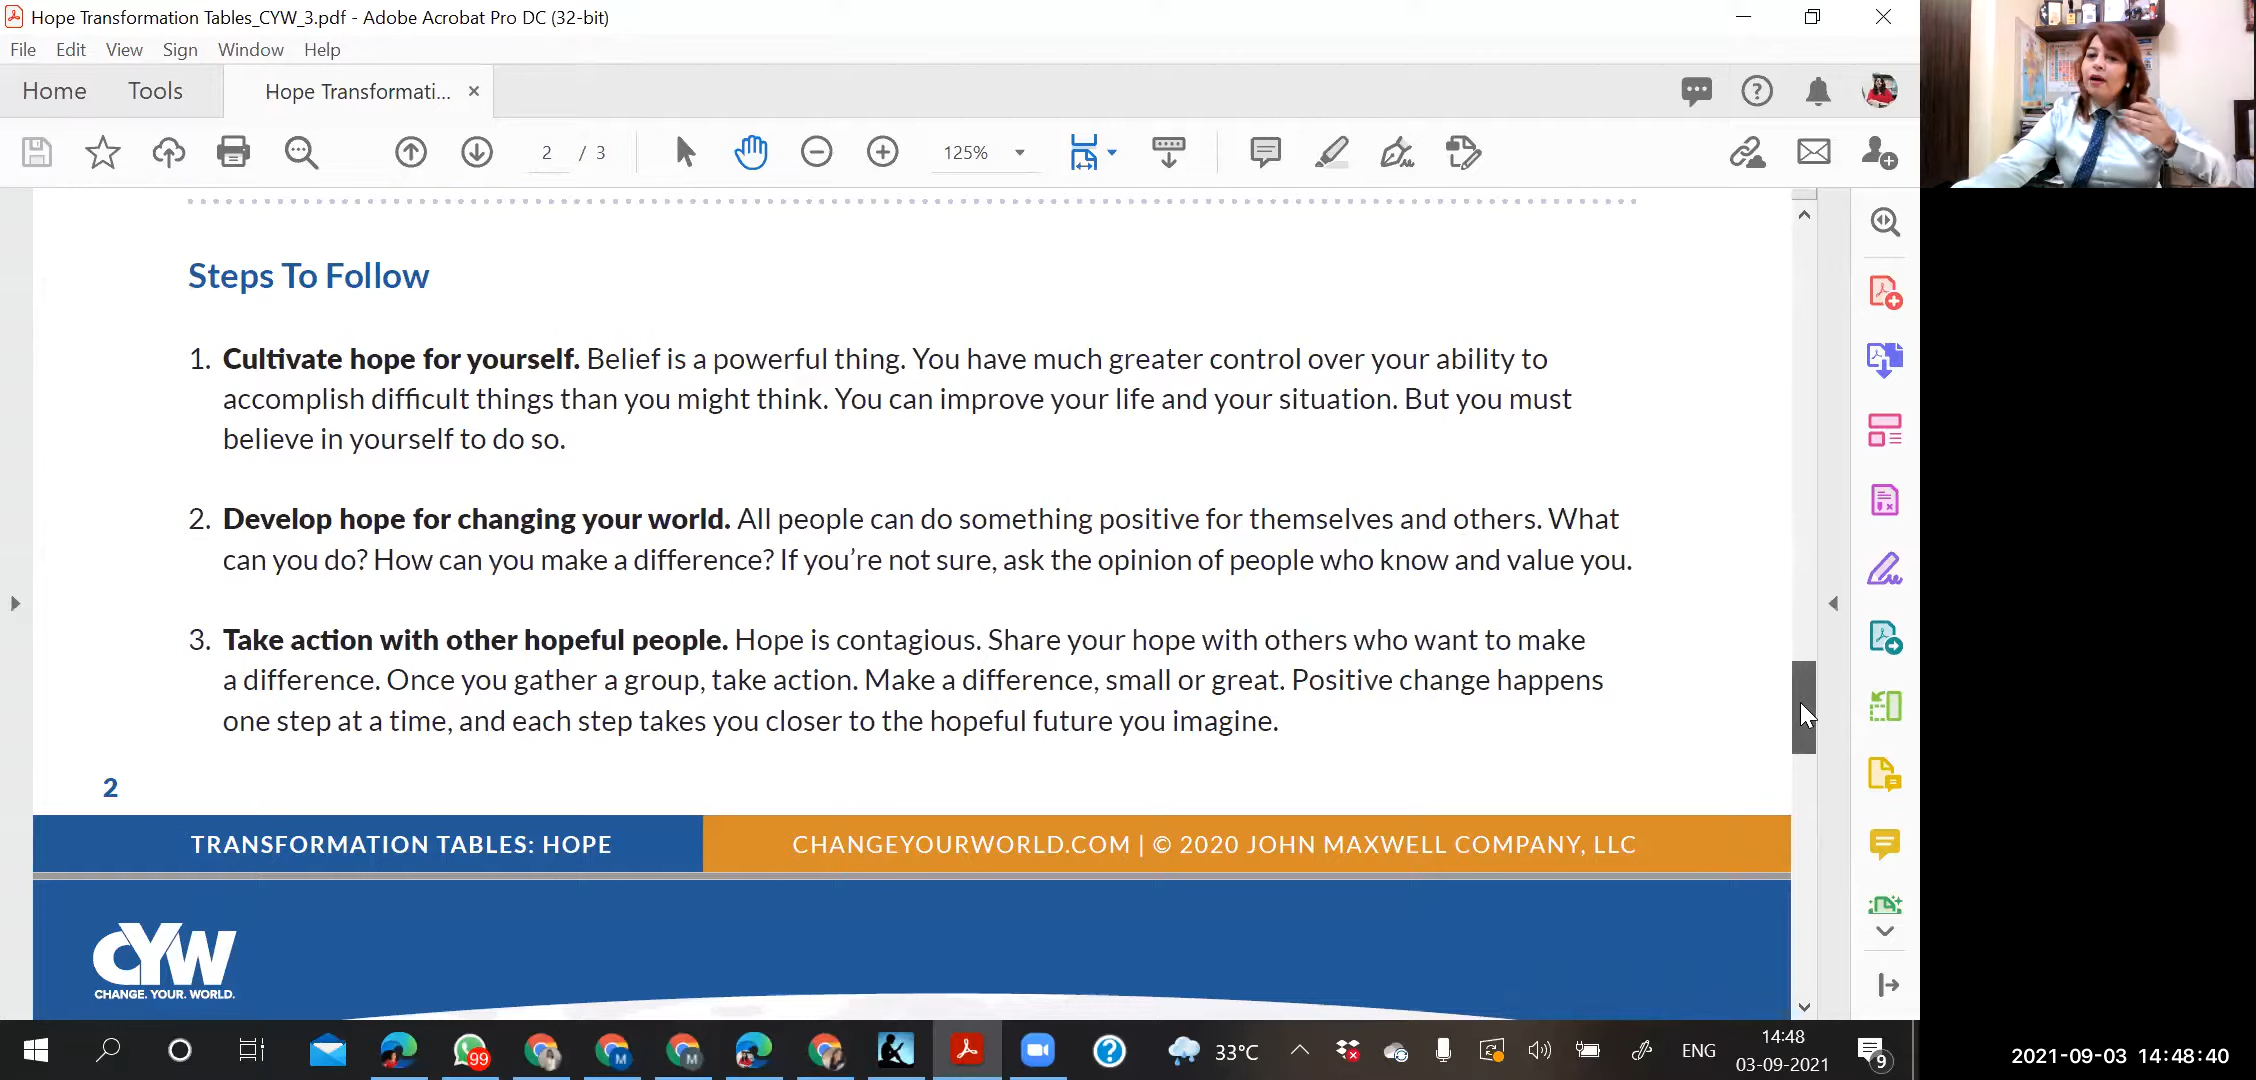 Hope Transformation Tables_CYW_3.pdf - Adobe Acrobat Pro DC (32-bit)
File Edit View Sign Window Help
Home Tools Hope Transformati... ×
2 / 3 125%
Steps To Follow
1. Cultivate hope for yourself. Belief is a powerful thing. You have much greater control over your ability to
accomplish difficult things than you might think. You can improve your life and your situation. But you must
believe in yourself to do so.
2. Develop hope for changing your world. All people can do something positive for themselves and others. What
can you do? How can you make a difference? If you're not sure, ask the opinion of people who know and value you.
3. Take action with other hopeful people. Hope is contagious. Share your hope with others who want to make
a difference. Once you gather a group, take action. Make a difference, small or great. Positive change happens
one step at a time, and each step takes you closer to the hopeful future you imagine.
2
TRANSFORMATION TABLES: HOPE CHANGEYOURWORLD.COM | © 2020 JOHN MAXWELL COMPANY, LLC
CYW
CHANGE. YOUR. WORLD.
99 M M 33°C ENG 14:48
03-09-2021 9
2021-09-03 14:48:40